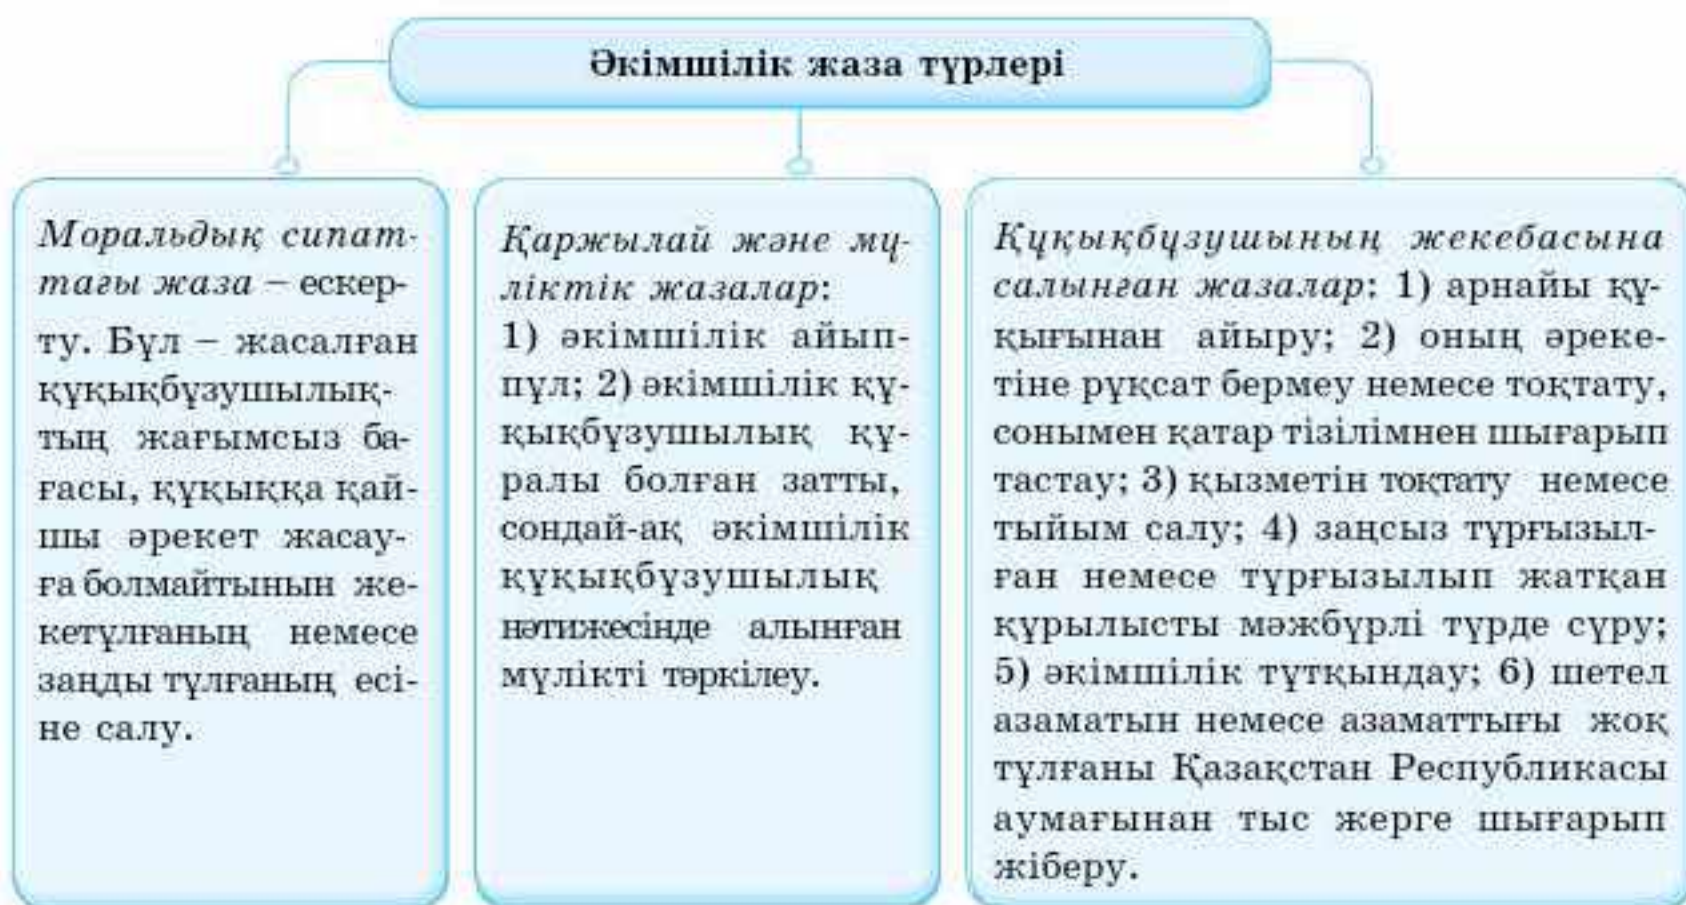 Әкімшілік жаза түрлері
Моральдық сипат-
тағы жаза – ескер-
ту. Бұл – жасалған
құқықбұзушылық-
тың жағымсыз ба-
ғасы, құқыққа қай-
шы әрекет жасау-
ға болмайтынын же-
кетұлғаның немесе
заңды тұлғаның есі-
не салу.
Қаржылай және мү-
ліктік жазалар:
1) әкімшілік айып-
пұл; 2) әкімшілік құ-
қықбұзушылық құ-
ралы болған затты,
сондай-ақ әкімшілік
құқықбұзушылық
нәтижесінде алынған
мүлікті тәркілеу.
Құқықбұзушының жекебасына
салынған жазалар: 1) арнайы құ-
қығынан айыру; 2) оның әреке-
тіне рұқсат бермеу немесе тоқтату,
сонымен қатар тізілімнен шығарып
тастау; 3) қызметін тоқтату немесе
тыйым салу; 4) заңсыз тұрғызыл-
ған немесе тұрғызылып жатқан
құрылысты мәжбүрлі түрде сүру;
5) әкімшілік тұтқындау; 6) шетел
азаматын немесе азаматтығы жоқ
тұлғаны Қазақстан Республикасы
аумағынан тыс жерге шығарып
жіберу.